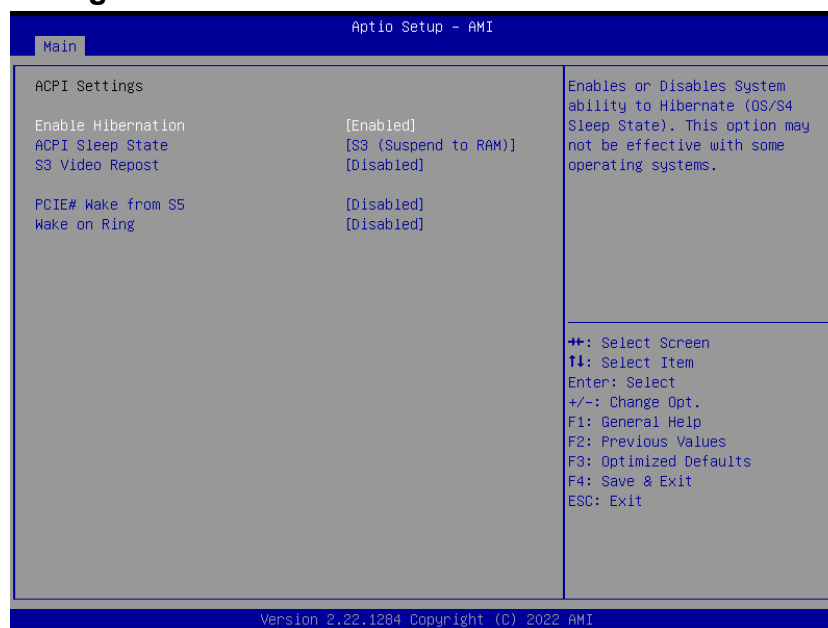 Aptio Setup – AMI
Main
ACPI Settings
Enable Hibernation [Enabled]
ACPI Sleep State [S3 (Suspend to RAM)]
S3 Video Repost [Disabled]
PCIE# Wake from S5 [Disabled]
Wake on Ring [Disabled]
Enables or Disables System
ability to Hibernate (OS/S4
Sleep State). This option may
not be effective with some
operating systems.
→←: Select Screen
↑↓: Select Item
Enter: Select
+/-: Change Opt.
F1: General Help
F2: Previous Values
F3: Optimized Defaults
F4: Save & Exit
ESC: Exit
Version 2.22.1284 Copyright (C) 2022 AMI